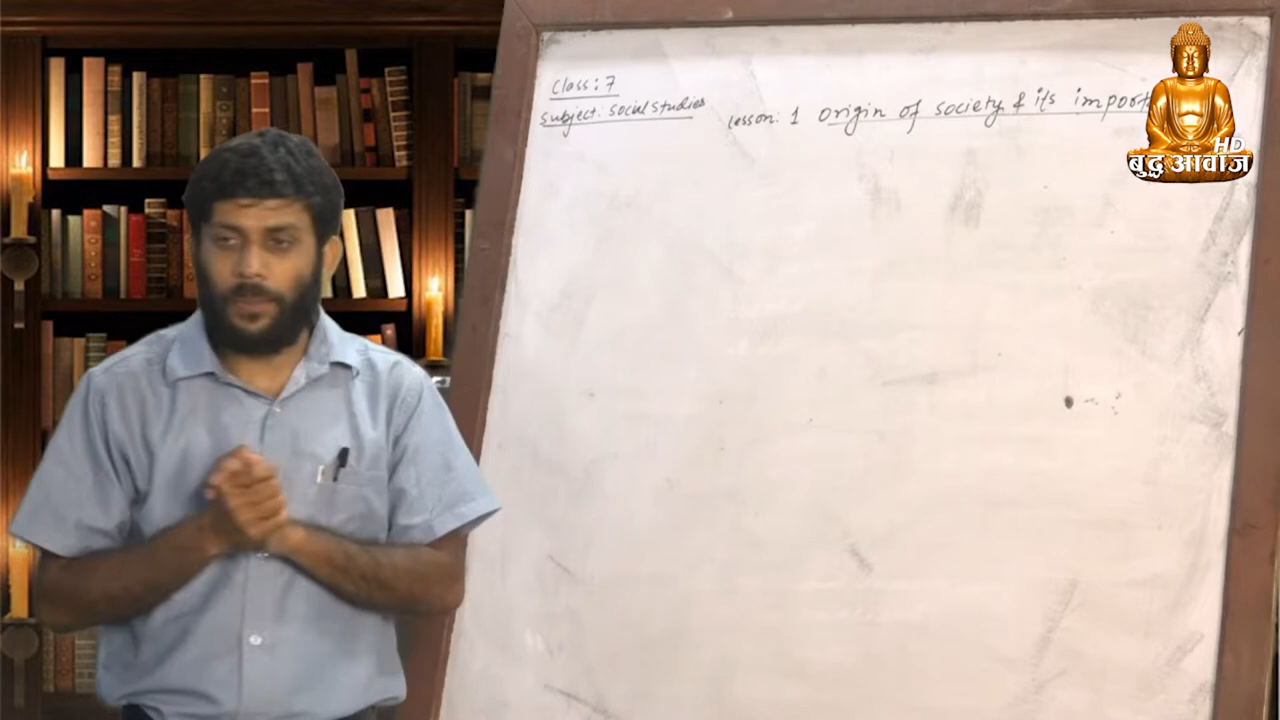 Class: 7
Subject: Social Studies
Lesson: 1 Origin of society & its import
HD
बुद्ध आवाज